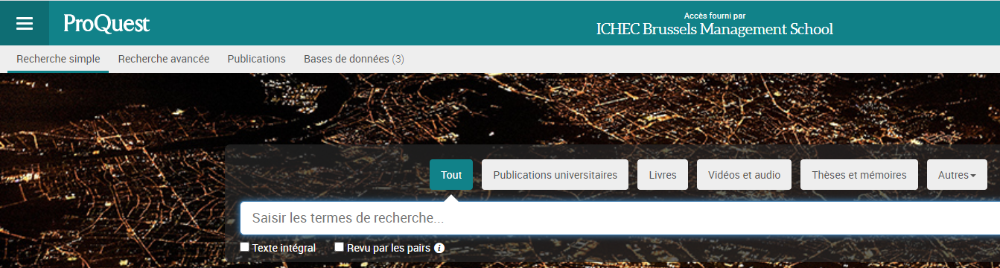 ProQuest
Accès fourni par
ICHEC Brussels Management School
Recherche simple Recherche avancée Publications Bases de données (3)
Tout Publications universitaires Livres Vidéos et audio Thèses et mémoires Autres
Saisir les termes de recherche...
Texte intégral Revu par les pairs